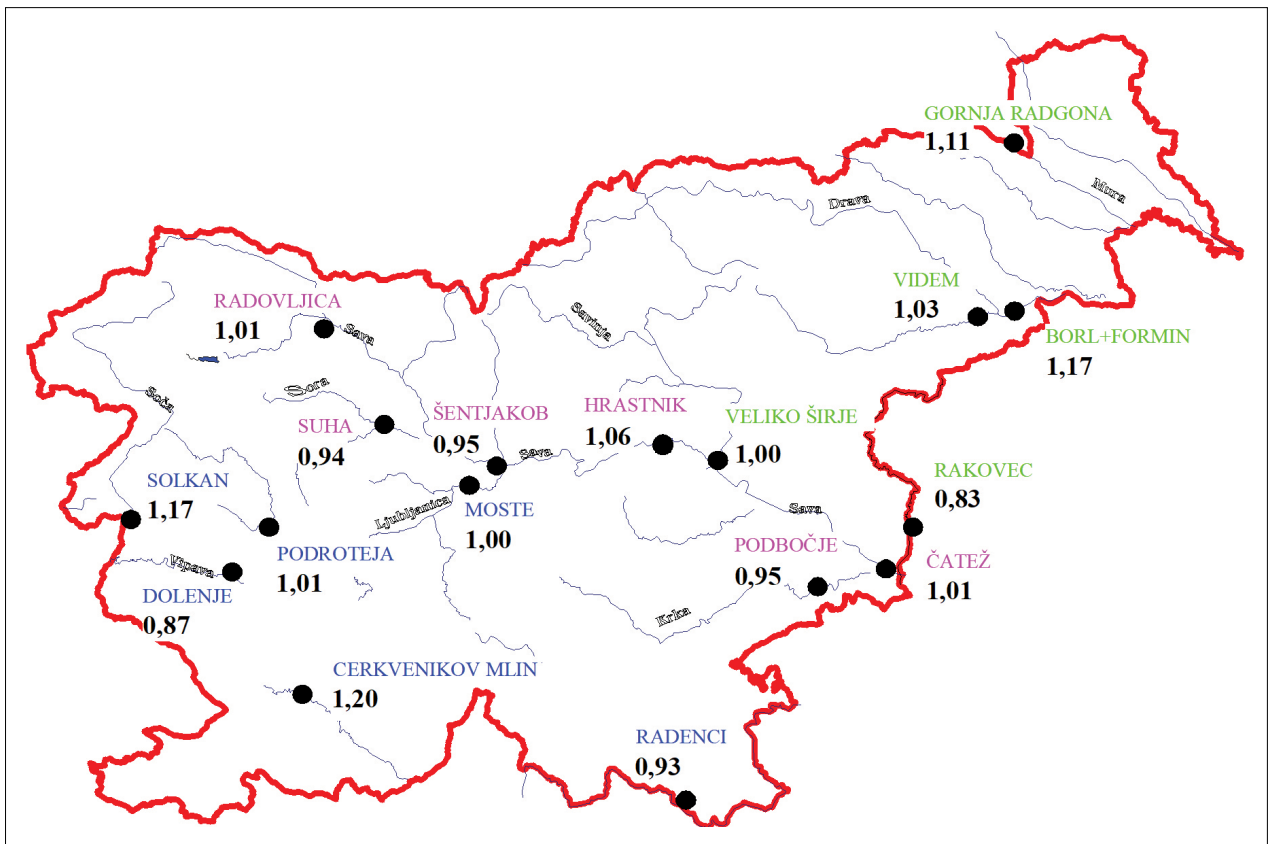 GORNJA RADGONA
1,11
Mura
Drava
VIDEM
1,03
BORL+FORMIN
1,17
RADOVLJICA
1,01
Sava
Savinja
Soča
Sora
SUHA
0,94
ŠENTJAKOB
0,95
Sava
HRASTNIK
1,06
VELIKO ŠIRJE
1,00
RAKOVEC
0,83
SOLKAN
1,17
Ljubljanica
MOSTE
1,00
Sava
PODROTEJA
1,01
Vipava
DOLENJE
0,87
PODBOČJE
0,95
ČATEŽ
1,01
Krka
CERKVENIKOV MLIN
1,20
RADENCI
0,93